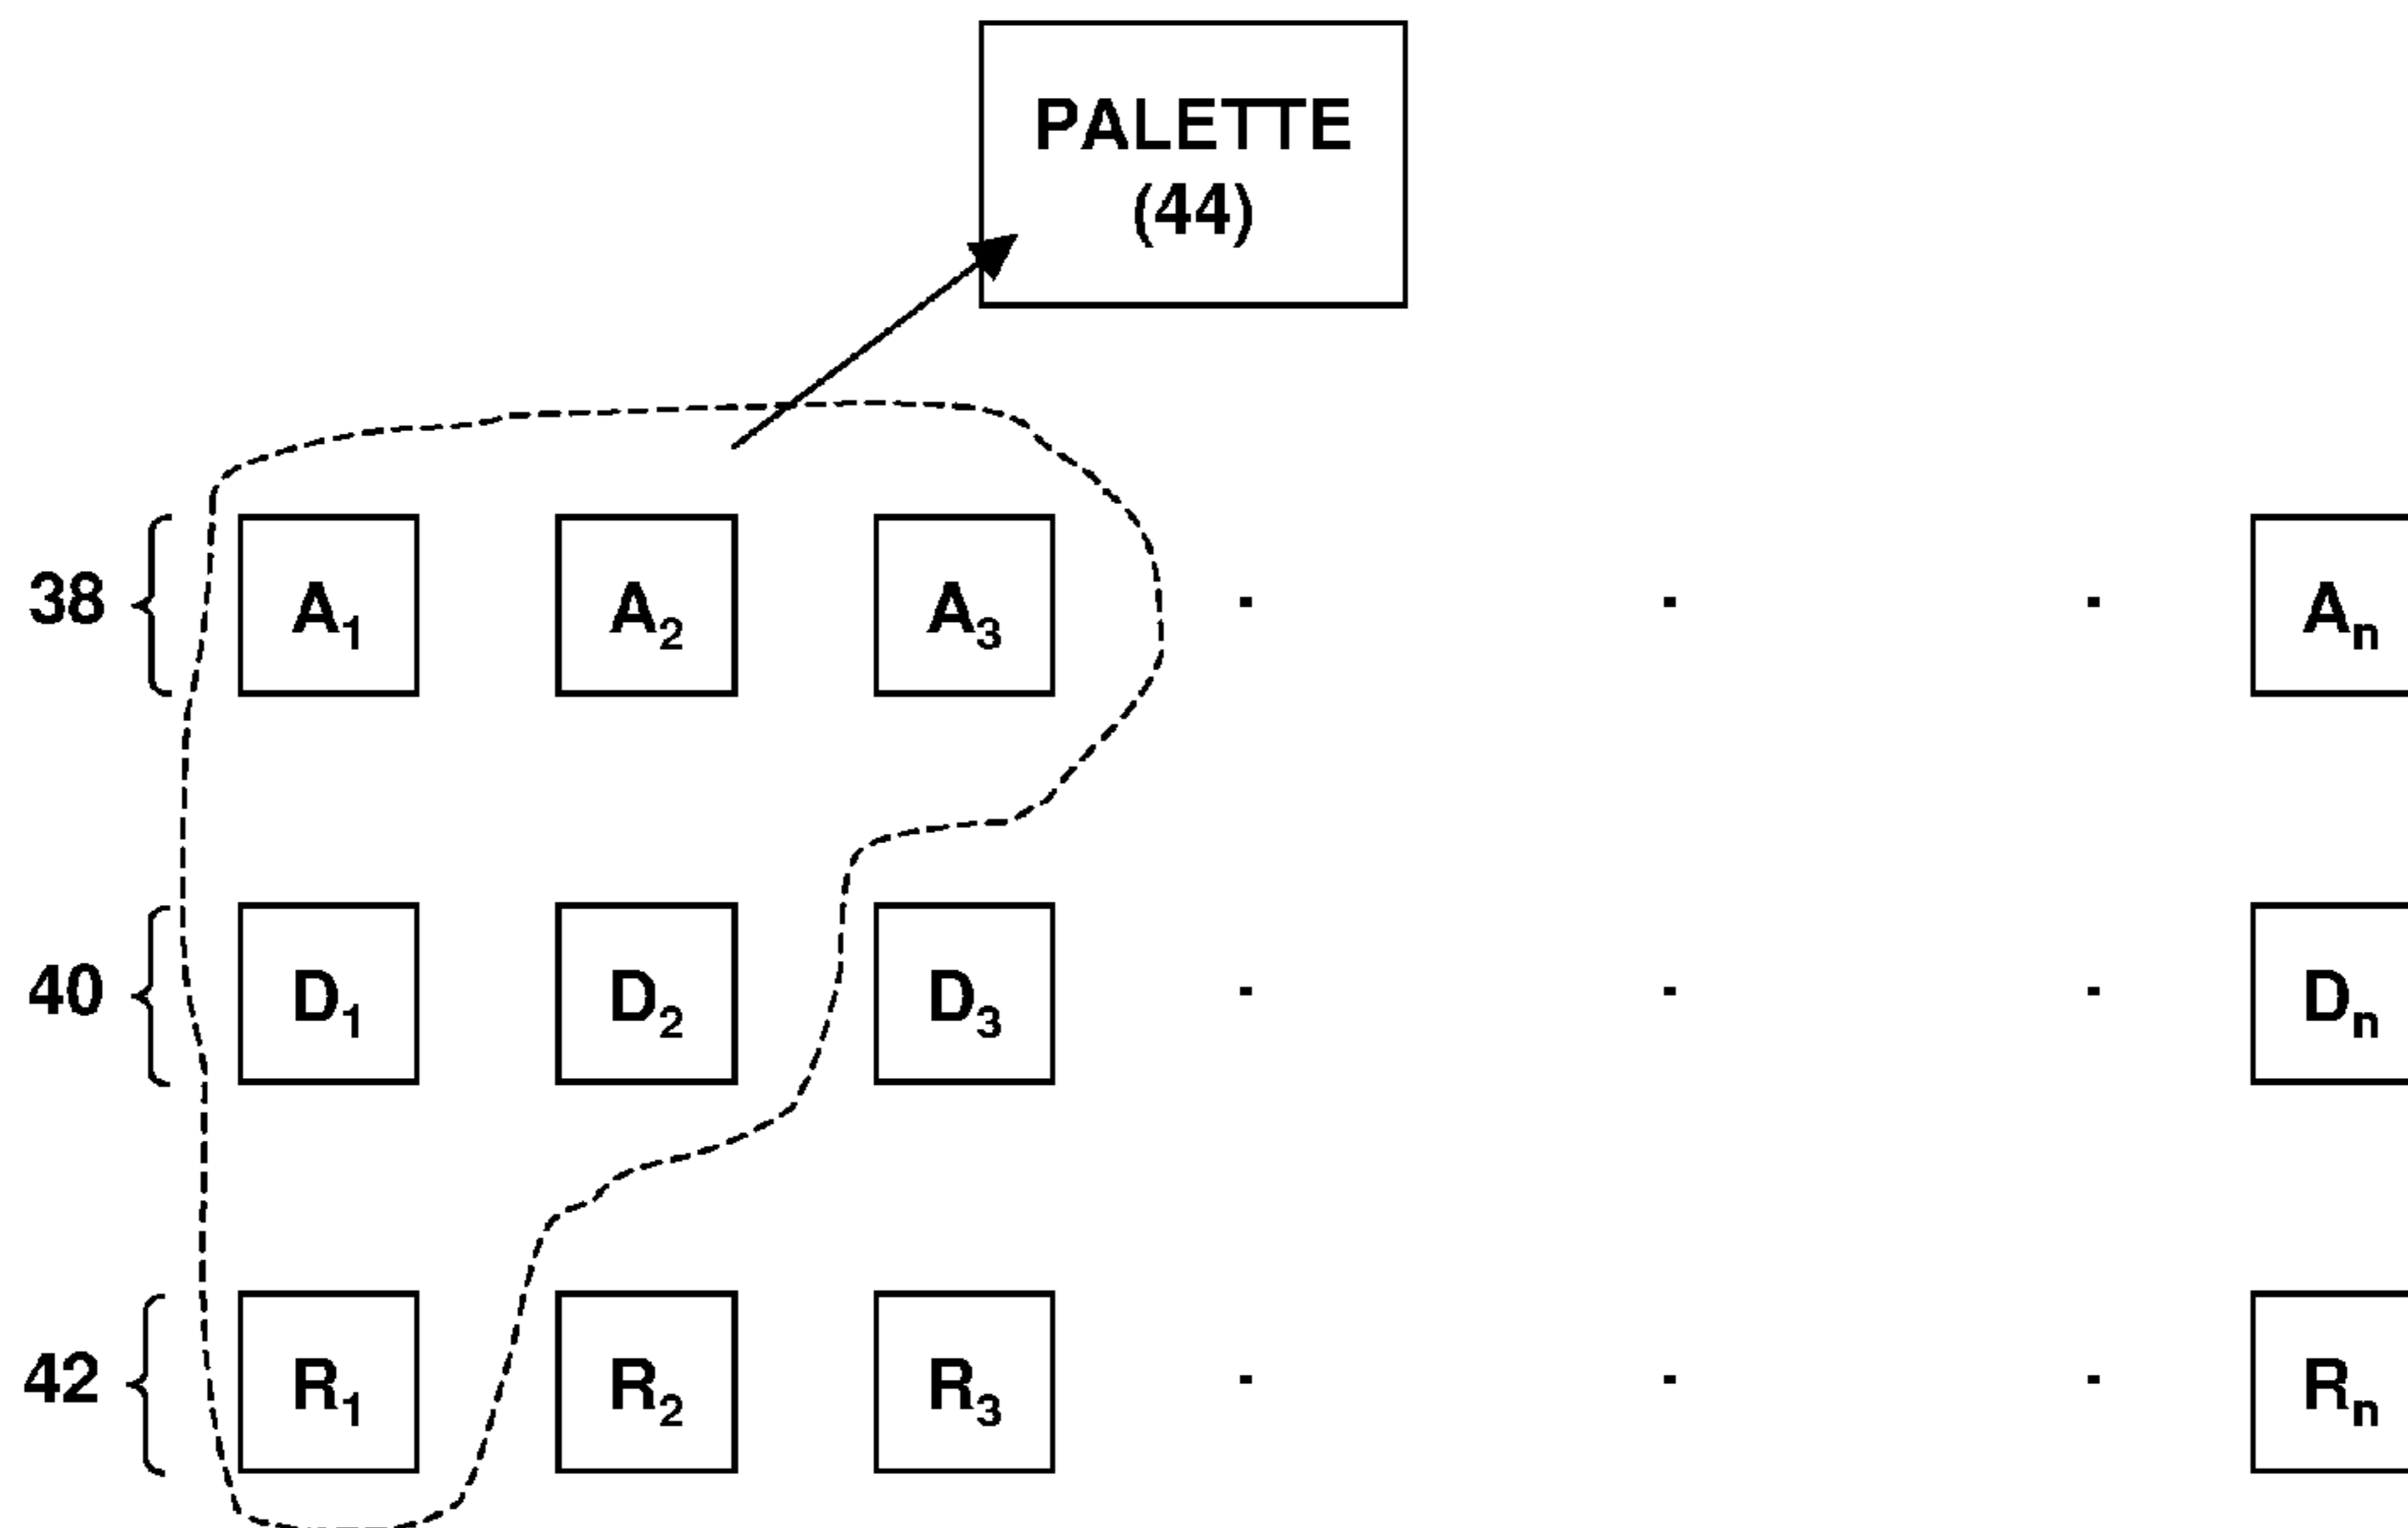 PALETTE
(44)
38 A1 A2 A3 . . . An
40 D1 D2 D3 . . . Dn
42 R1 R2 R3 . . . Rn